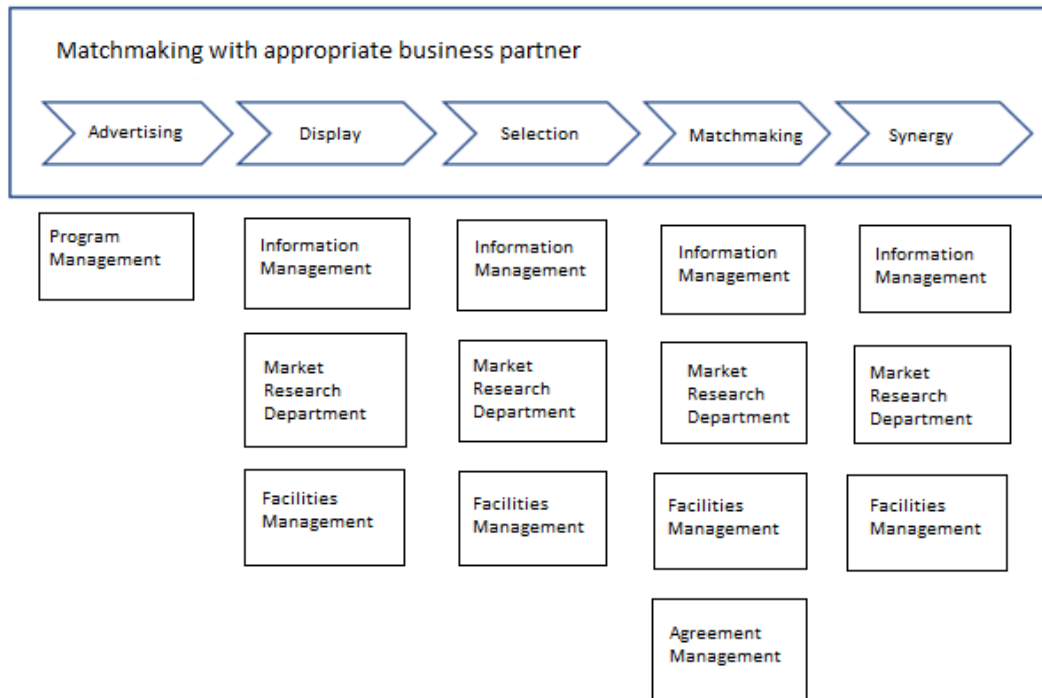 Matchmaking with appropriate business partner
Advertising
Display
Selection
Matchmaking
Synergy
Program
Management
Information
Management
Information
Management
Information
Management
Information
Management
Market
Research
Department
Market
Research
Department
Market
Research
Department
Market
Research
Department
Facilities
Management
Facilities
Management
Facilities
Management
Facilities
Management
Agreement
Management